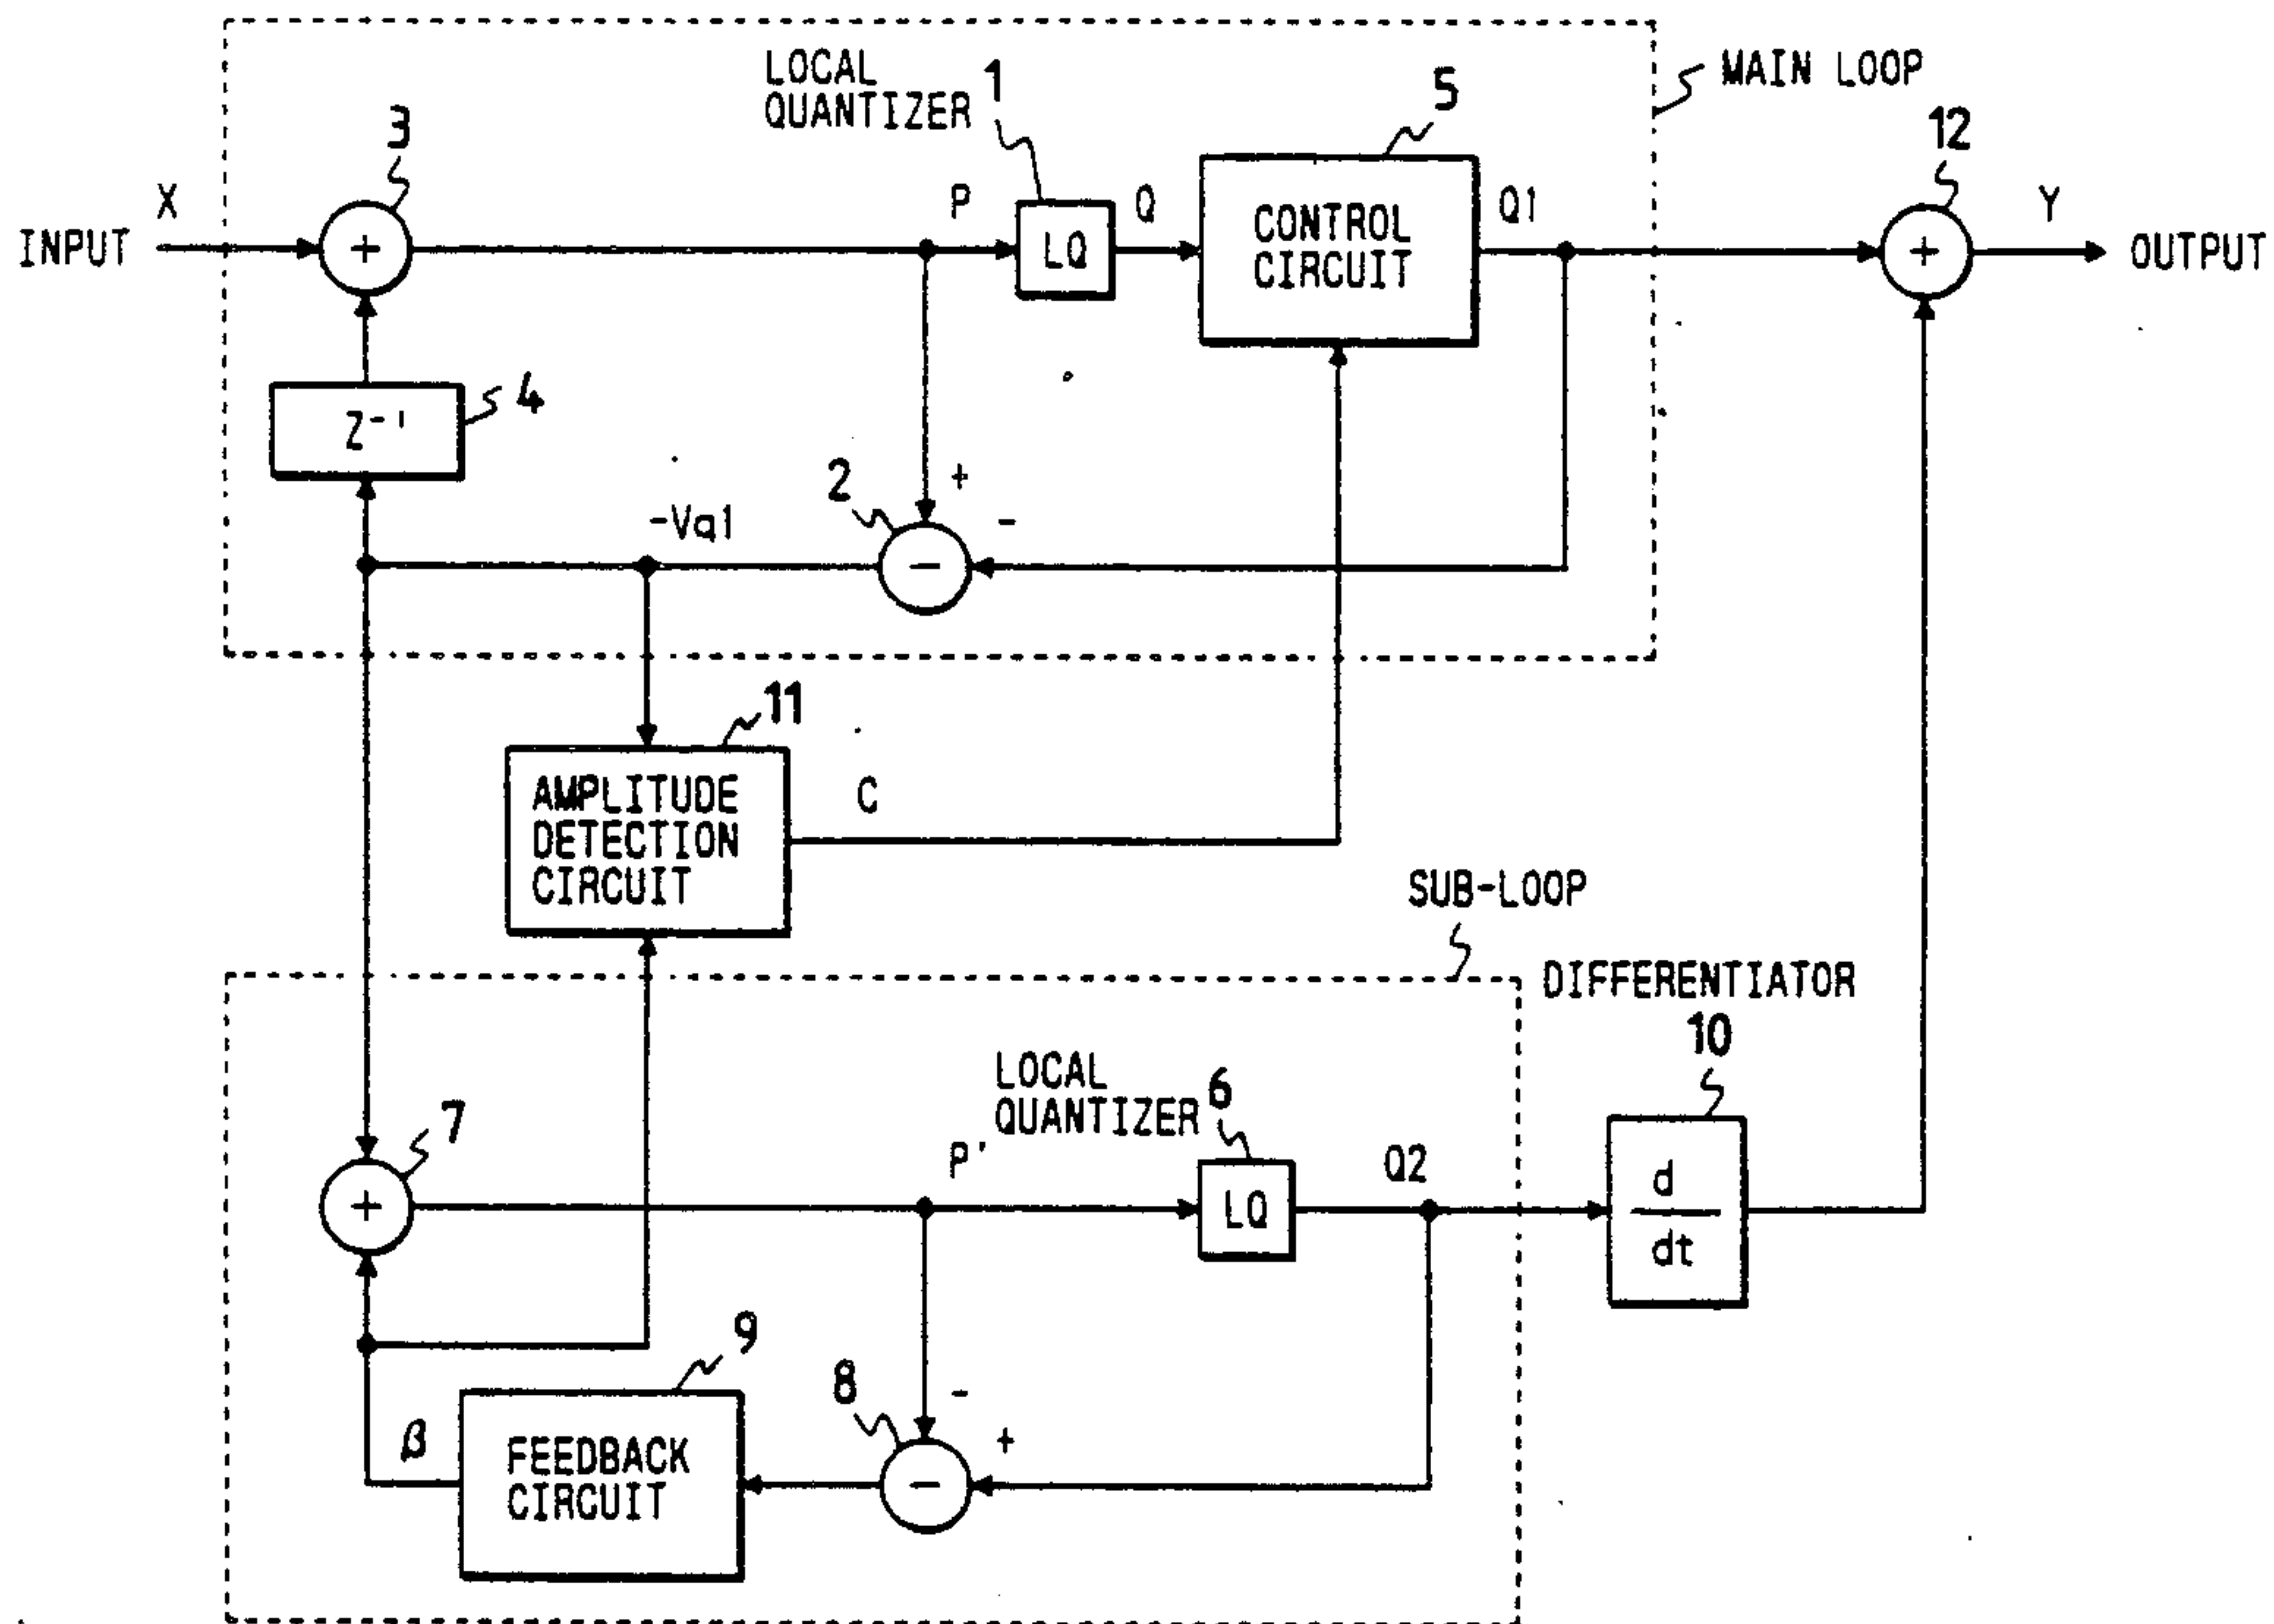 LOCAL
QUANTIZER
1
5
MAIN LOOP
3
12
X
P
Q
CONTROL
CIRCUIT
Q1
Y
INPUT
+
LQ
+
OUTPUT
Z⁻¹
4
2
+
-
-Vq1
-
11
AMPLITUDE
DETECTION
CIRCUIT
C
SUB-LOOP
DIFFERENTIATOR
10
LOCAL
QUANTIZER
6
7
P'
Q2
+
LQ
d
dt
9
8
-
+
β
FEEDBACK
CIRCUIT
-